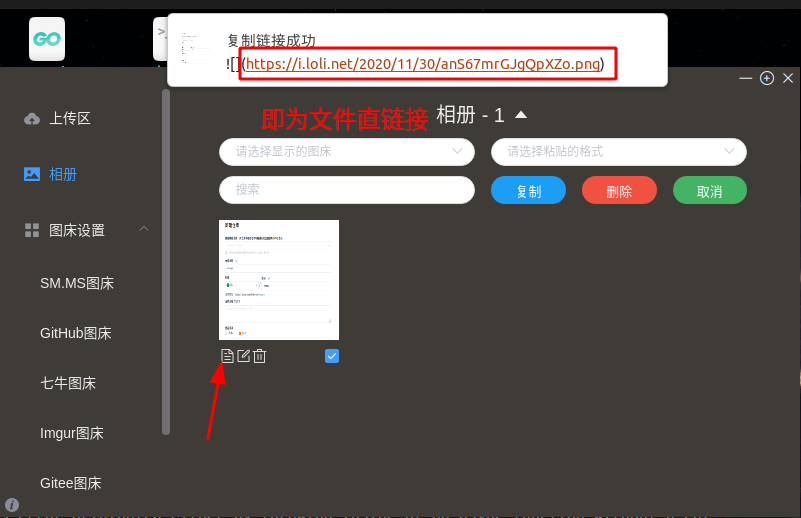 GO
>_
复制链接成功
![](https://i.loli.net/2020/11/30/anS67mrGJgQpXZo.png)
即为文件直链接
相册 - 1
上传区
相册
图床设置
SM.MS图床
GitHub图床
七牛图床
Imgur图床
Gitee图床
请选择显示的图床
请选择粘贴的格式
搜索
复制
删除
取消